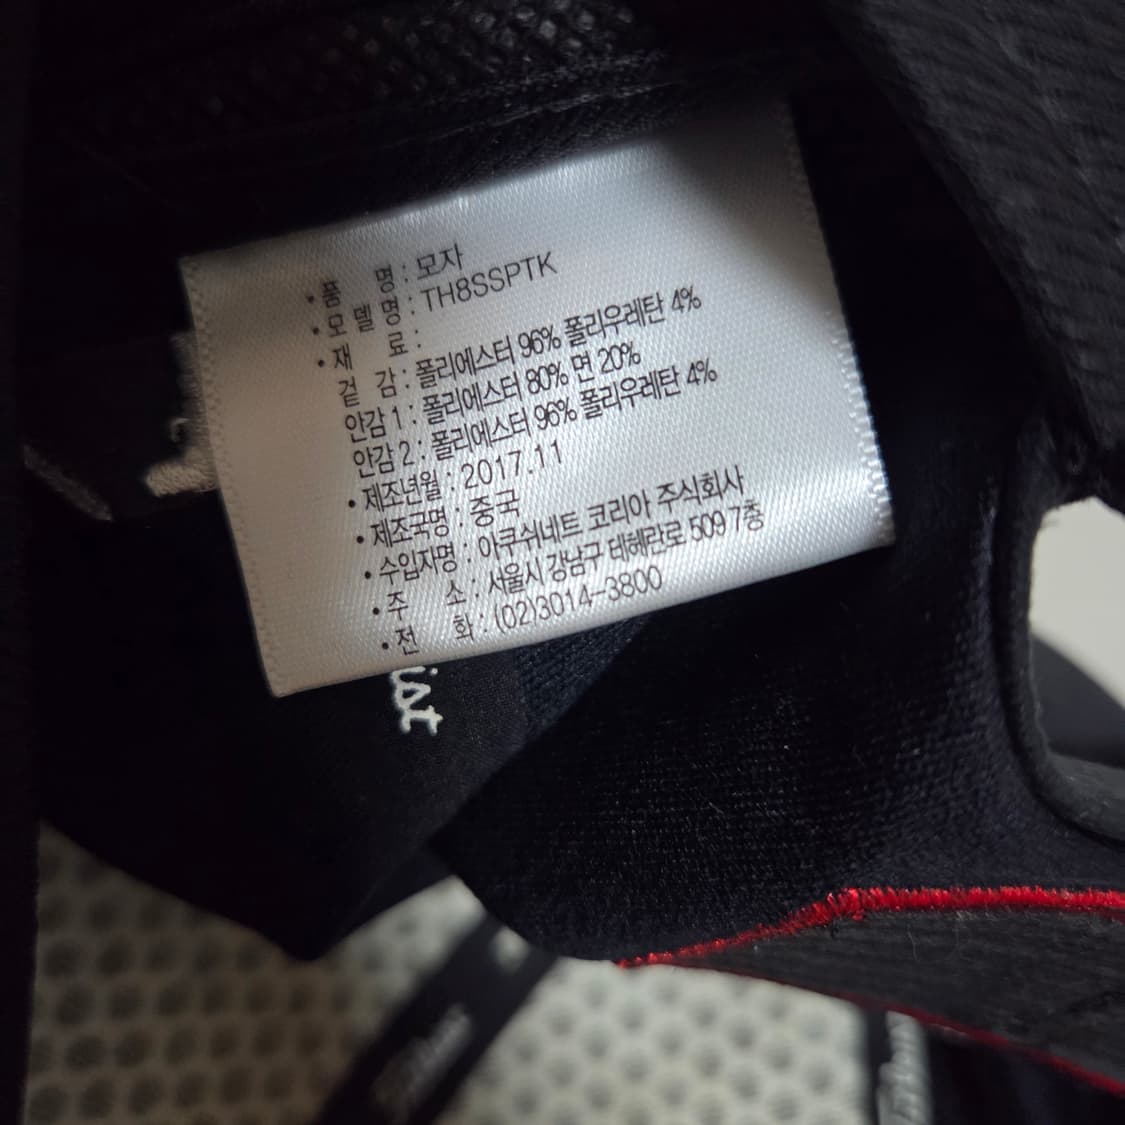 • 품 명 : 모자
• 모 델 명 : TH8SSPTK
• 재 료 :
겉 감 : 폴리에스터 96% 폴리우레탄 4%
안감 1 : 폴리에스터 80% 면 20%
안감 2 : 폴리에스터 96% 폴리우레탄 4%
• 제조년월 : 2017.11
• 제조국명 : 중국
• 수입자명 : 아쿠쉬네트 코리아 주식회사
• 주 소 : 서울시 강남구 테헤란로 509 7층
• 전 화 : (02)3014-3800
ist